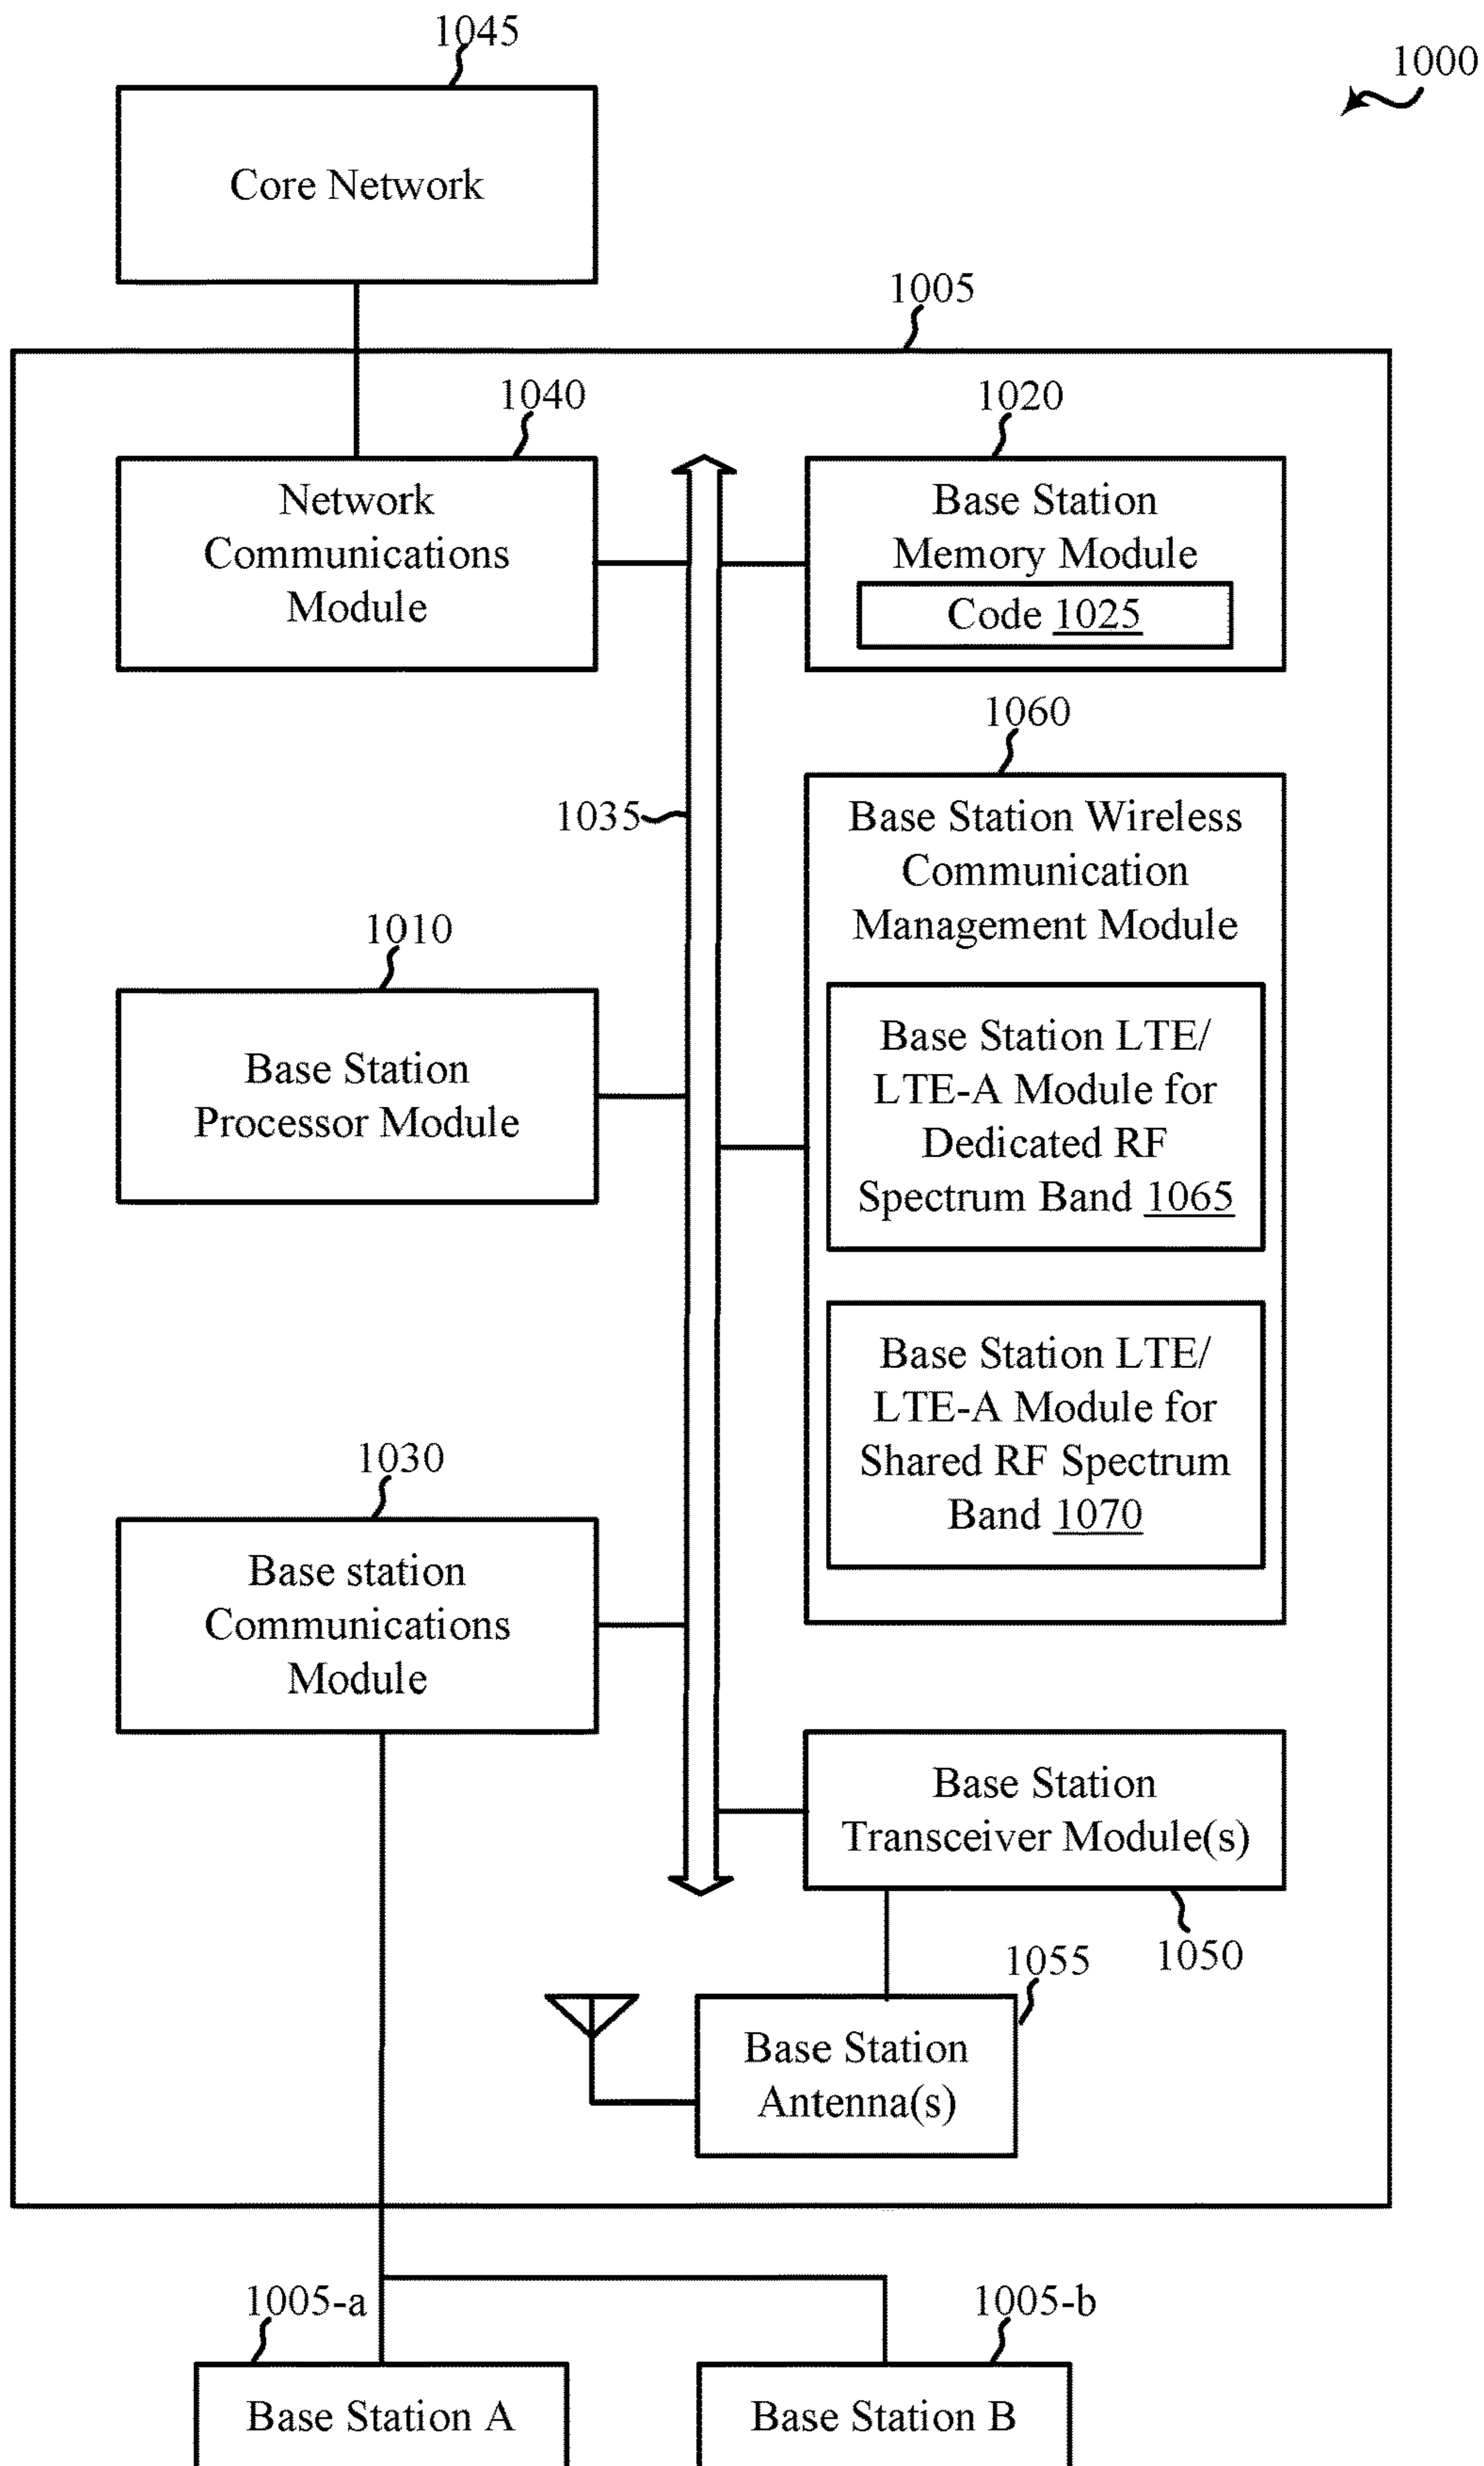 1045
1000
Core Network
1005
1040
1020
Network
Communications
Module
Base Station
Memory Module
Code 1025
1060
1035
Base Station Wireless
Communication
Management Module
1010
Base Station
Processor Module
Base Station LTE/
LTE-A Module for
Dedicated RF
Spectrum Band 1065
Base Station LTE/
LTE-A Module for
Shared RF Spectrum
Band 1070
1030
Base station
Communications
Module
Base Station
Transceiver Module(s)
1050
1055
Base Station
Antenna(s)
1005-a
1005-b
Base Station A
Base Station B